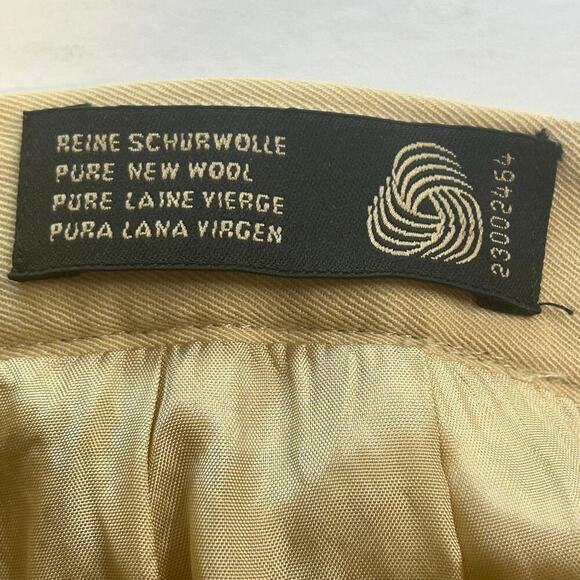 REINE SCHURWOLLE
PURE NEW WOOL
PURE LAINE VIERGE
PURA LANA VIRGEN
23002464